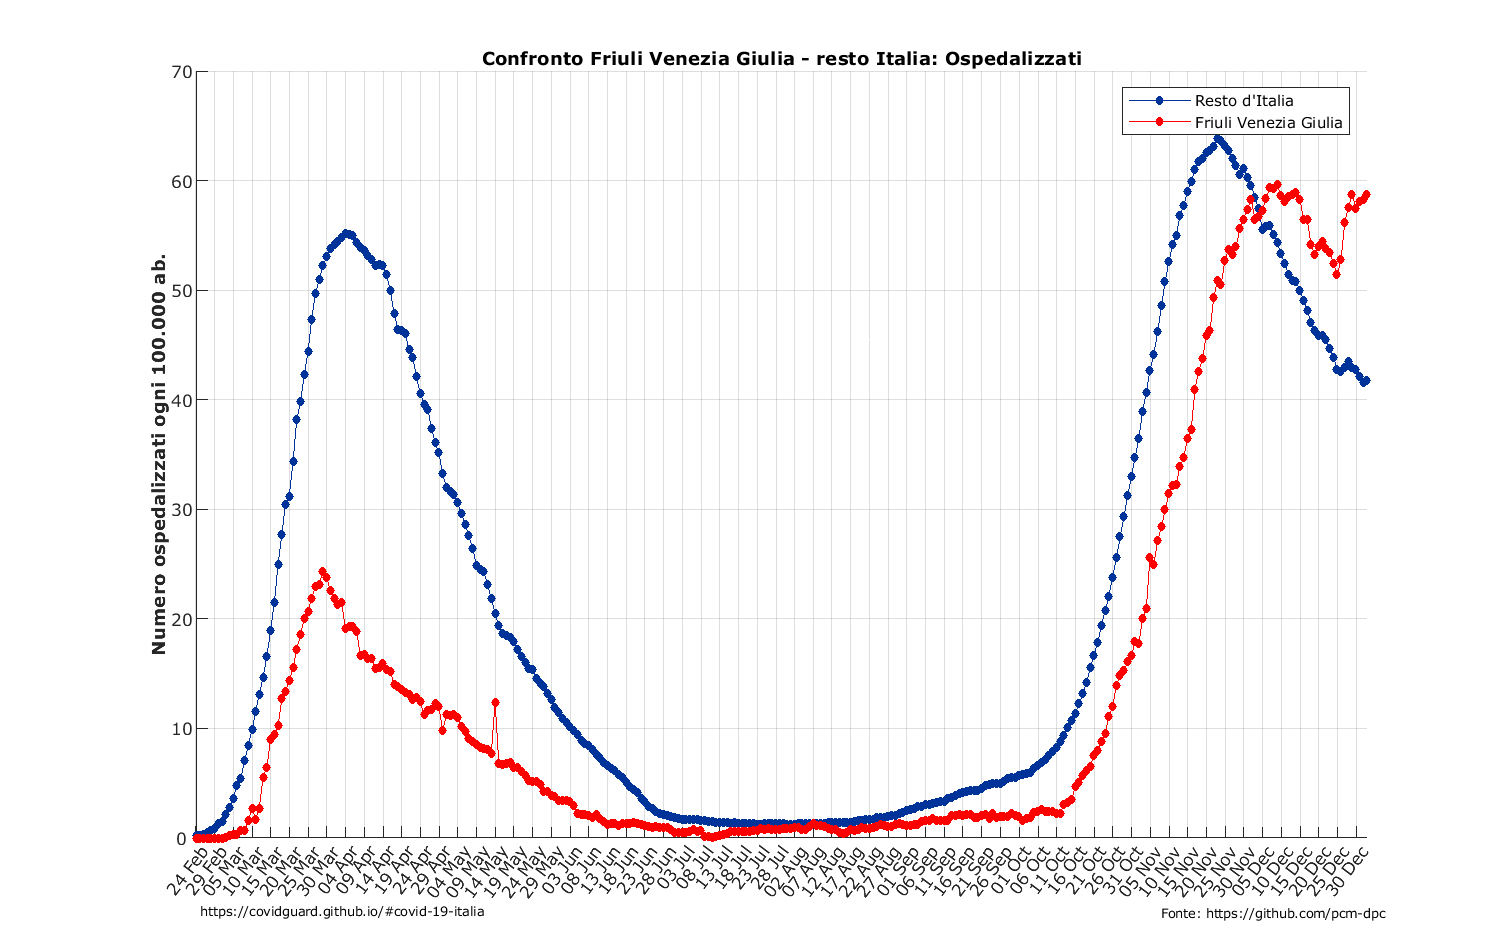 Confronto Friuli Venezia Giulia - resto Italia: Ospedalizzati
Resto d'Italia
Friuli Venezia Giulia
Numero ospedalizzati ogni 100.000 ab.
70
60
50
40
30
20
10
0
24 Feb
29 Feb
05 Mar
10 Mar
15 Mar
20 Mar
25 Mar
30 Mar
04 Apr
09 Apr
14 Apr
19 Apr
24 Apr
29 Apr
04 May
09 May
14 May
19 May
24 May
29 May
03 Jun
08 Jun
13 Jun
18 Jun
23 Jun
28 Jun
03 Jul
08 Jul
13 Jul
18 Jul
23 Jul
28 Jul
02 Aug
07 Aug
12 Aug
17 Aug
22 Aug
27 Aug
01 Sep
06 Sep
11 Sep
16 Sep
21 Sep
26 Sep
01 Oct
06 Oct
11 Oct
16 Oct
21 Oct
26 Oct
31 Oct
05 Nov
10 Nov
15 Nov
20 Nov
25 Nov
30 Nov
05 Dec
10 Dec
15 Dec
20 Dec
25 Dec
30 Dec
https://covidguard.github.io/#covid-19-italia
Fonte: https://github.com/pcm-dpc